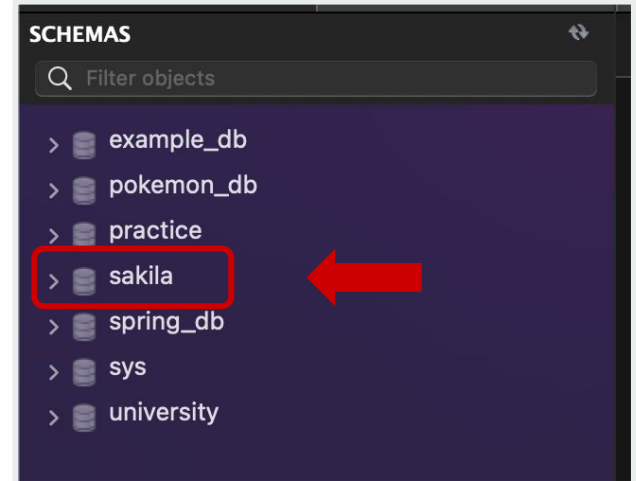 SCHEMAS
Filter objects
example_db
pokemon_db
practice
sakila
spring_db
sys
university